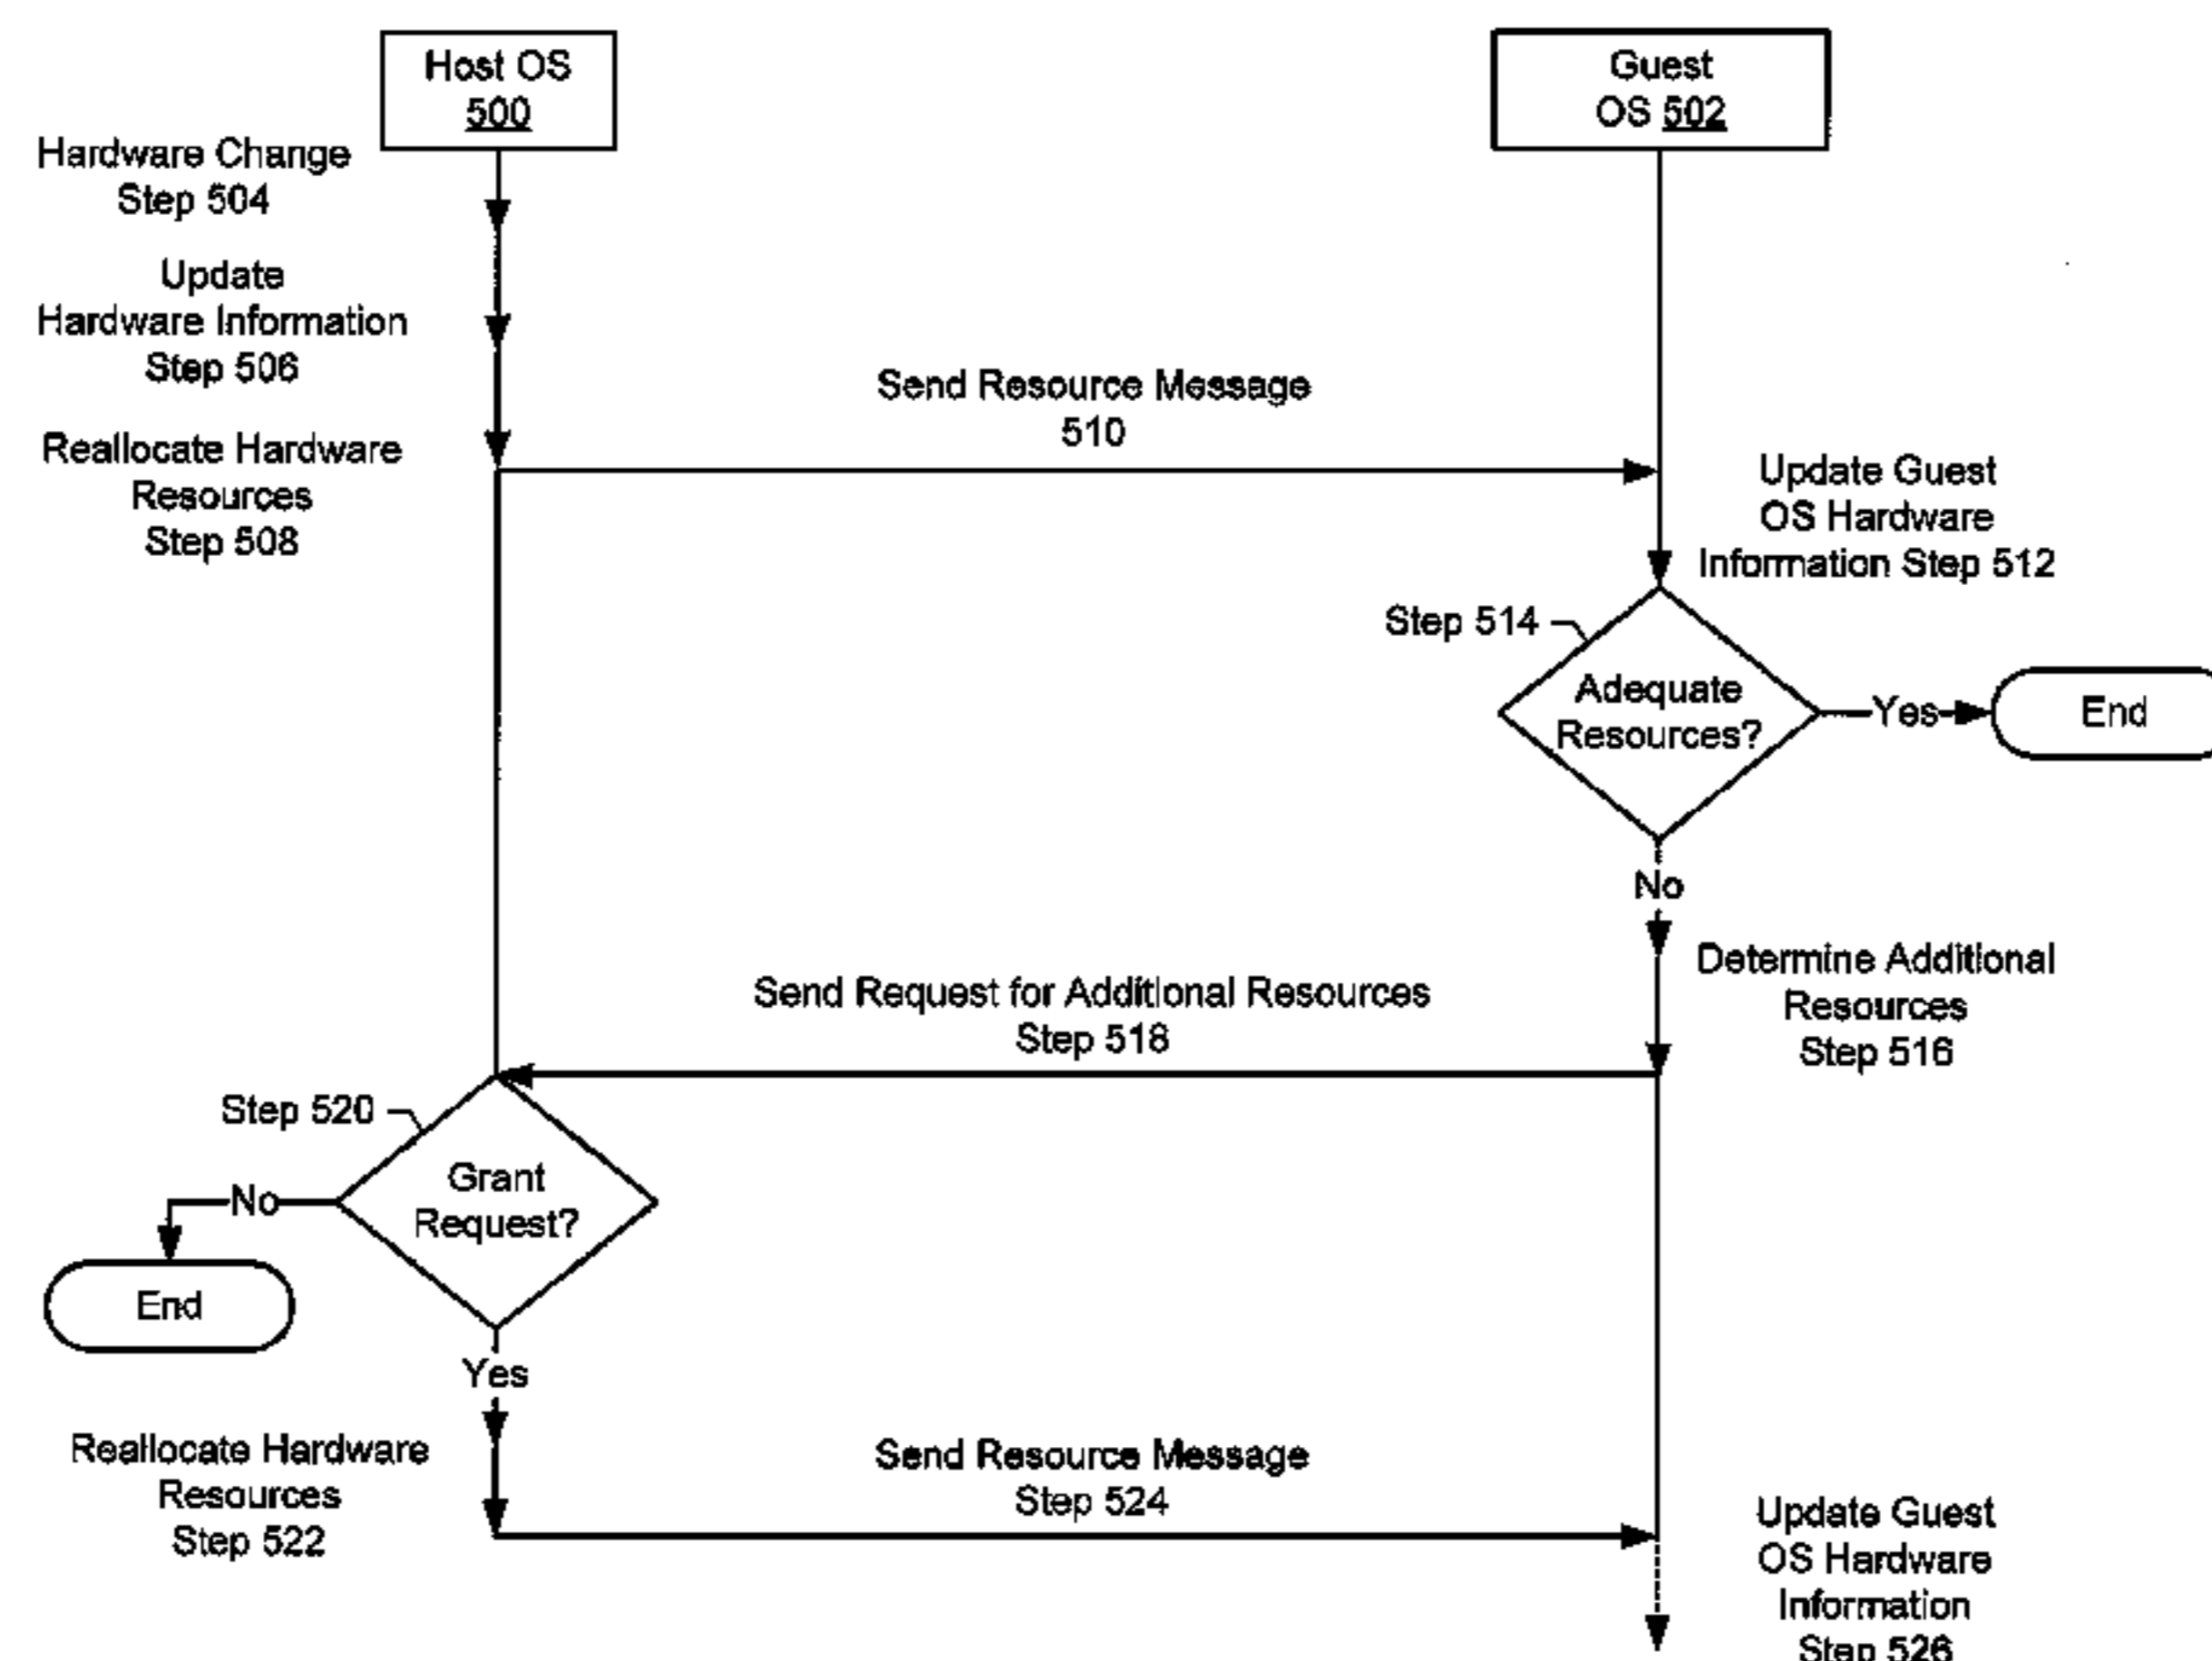 Host OS
500
Guest
OS 502
Hardware Change
Step 504
Update
Hardware Information
Step 506
Send Resource Message
510
Reallocate Hardware
Resources
Step 508
Update Guest
OS Hardware
Information Step 512
Step 514
Adequate
Resources?
Yes
End
No
Determine Additional
Resources
Step 516
Send Request for Additional Resources
Step 518
Step 520
Grant
Request?
No
End
Yes
Reallocate Hardware
Resources
Step 522
Send Resource Message
Step 524
Update Guest
OS Hardware
Information
Step 526